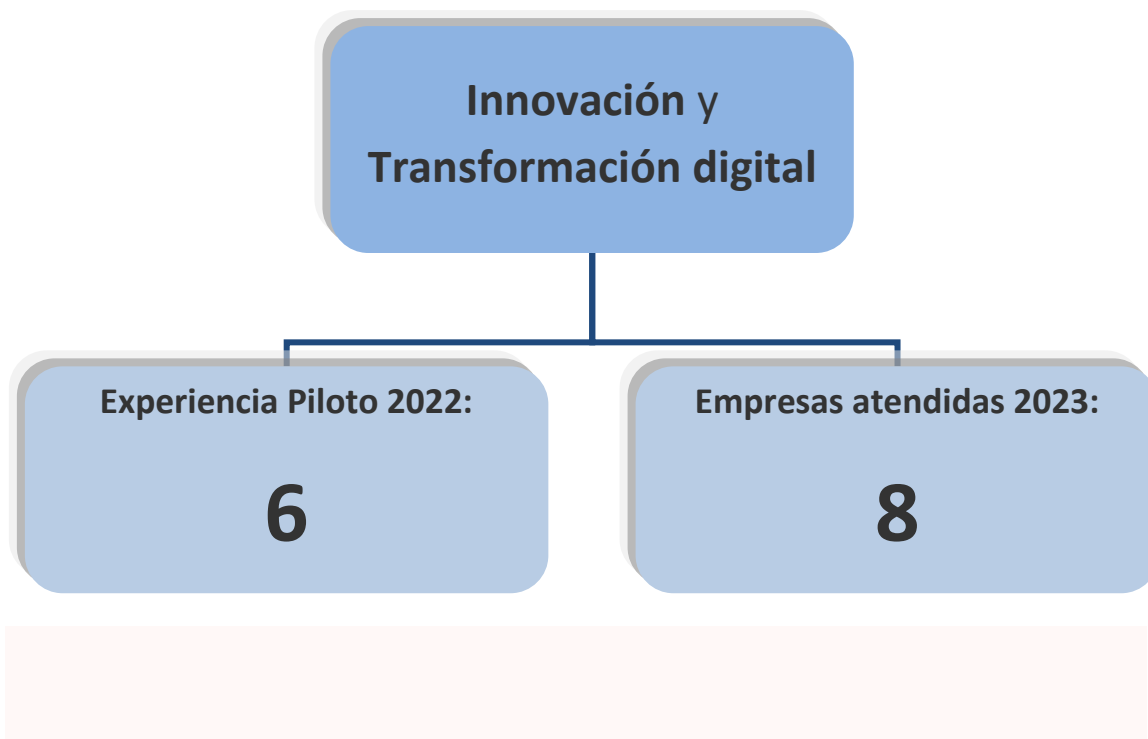 Innovación y
Transformación digital
Experiencia Piloto 2022:
6
Empresas atendidas 2023:
8